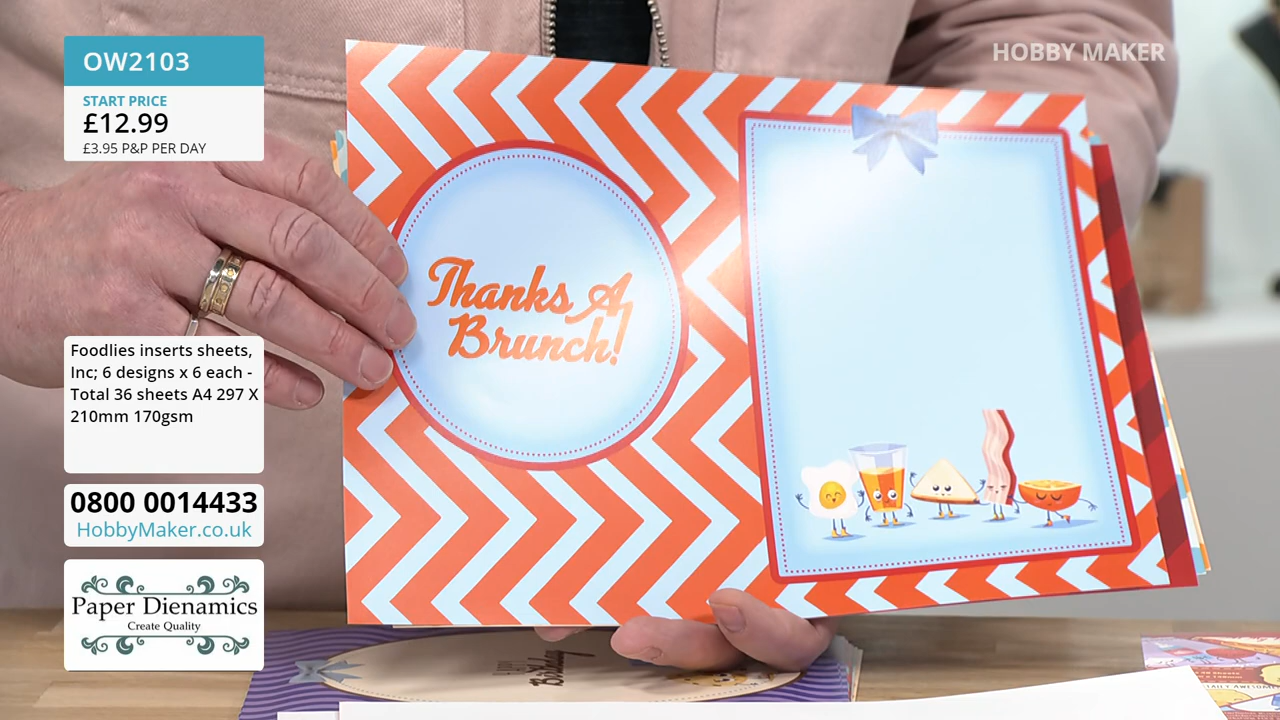 OW2103
START PRICE
£12.99
£3.95 P&P PER DAY
HOBBY MAKER
Thanks A
Brunch!
Foodlies inserts sheets,
Inc; 6 designs x 6 each -
Total 36 sheets A4 297 X
210mm 170gsm
0800 0014433
HobbyMaker.co.uk
Paper Dienamics
Create Quality
Birthday